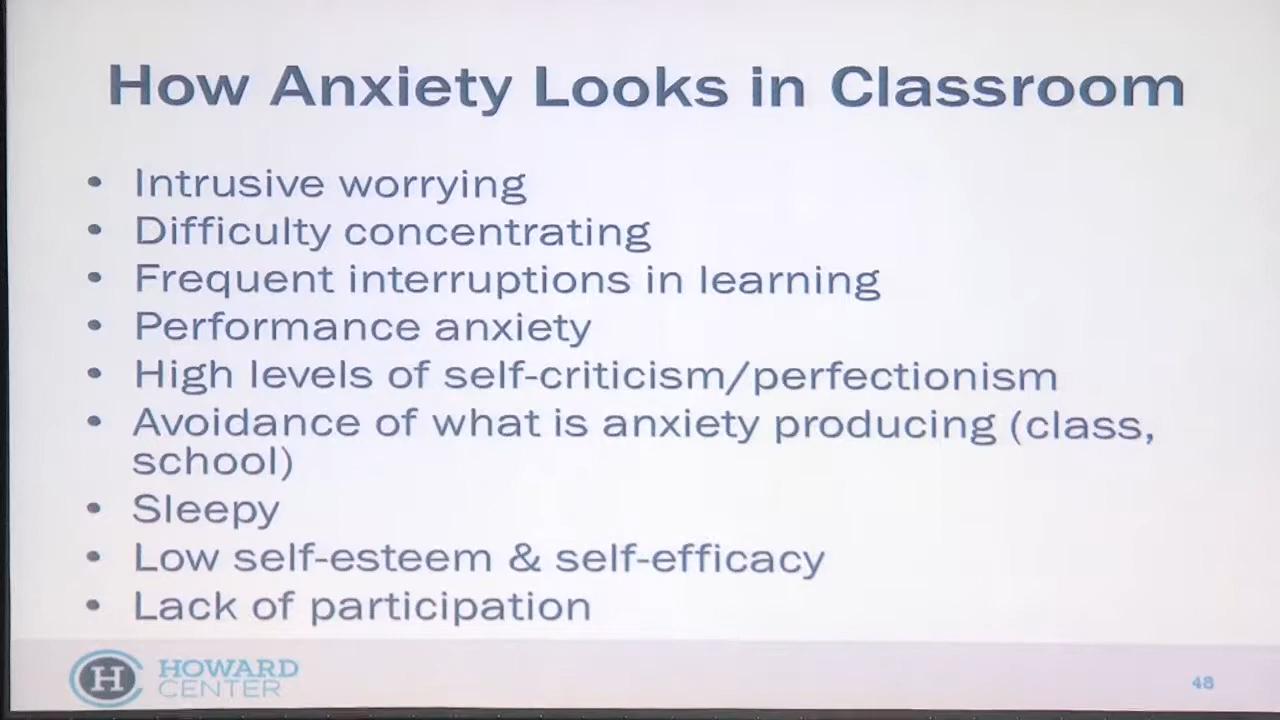 How Anxiety Looks in Classroom
• Intrusive worrying
• Difficulty concentrating
• Frequent interruptions in learning
• Performance anxiety
• High levels of self-criticism/perfectionism
• Avoidance of what is anxiety producing (class,
school)
• Sleepy
• Low self-esteem & self-efficacy
• Lack of participation
H HOWARD
CENTER
48